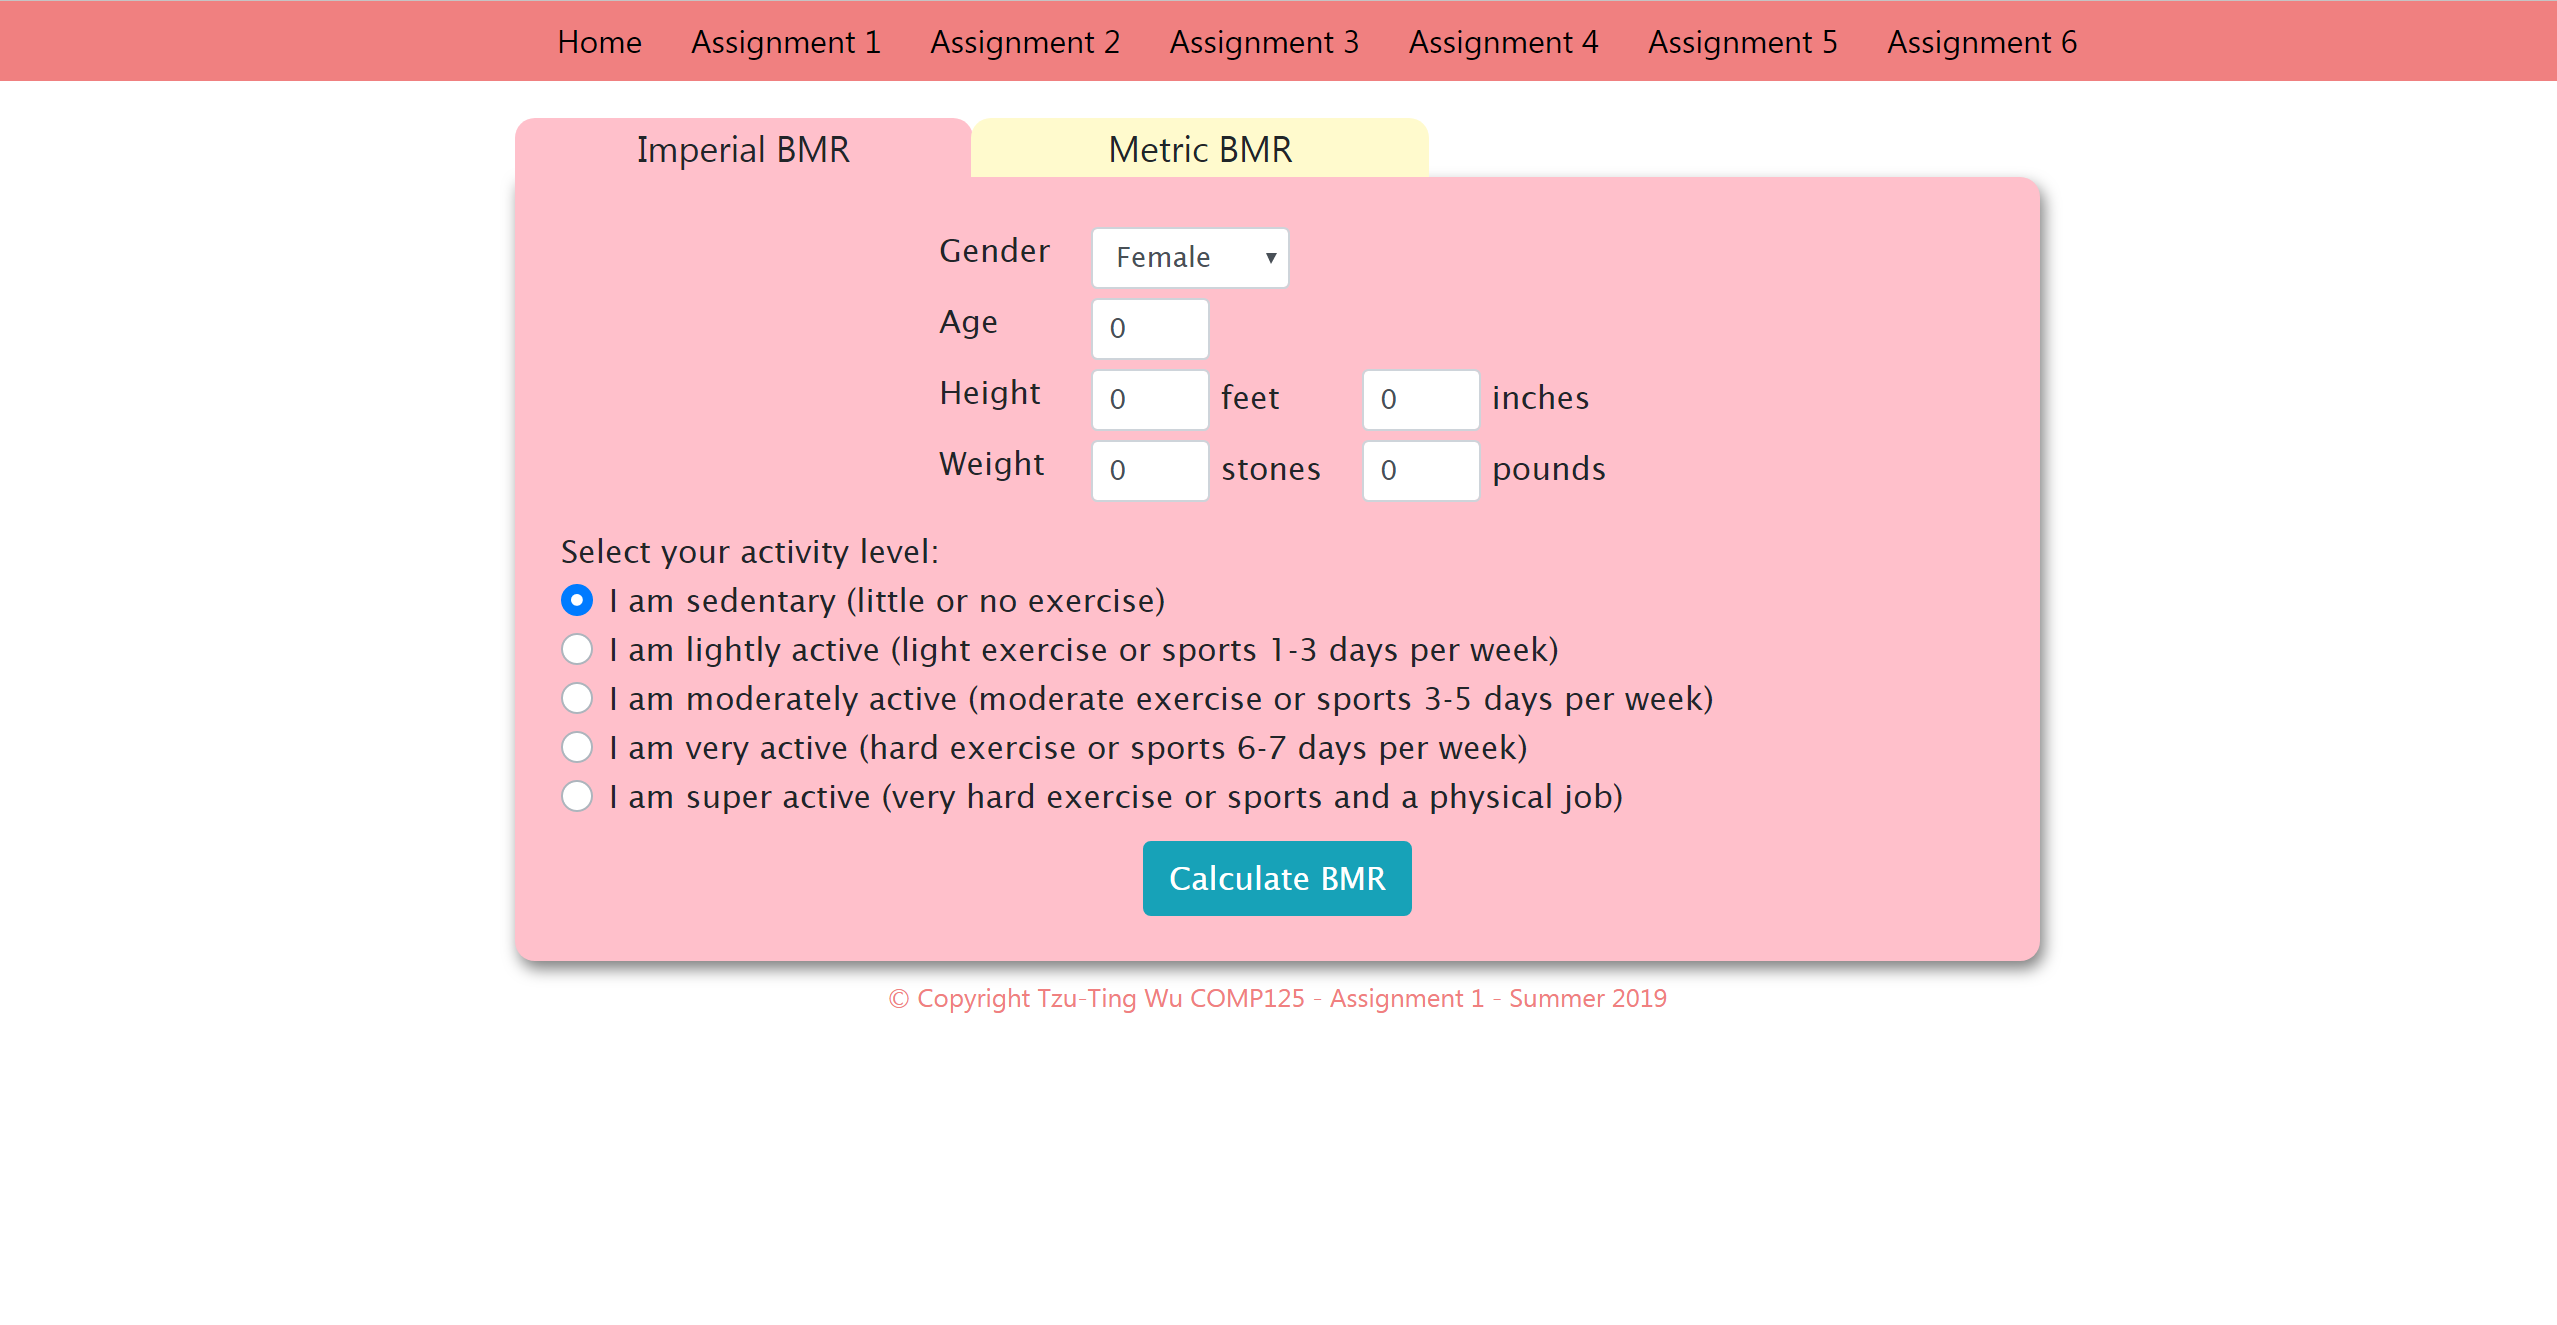 Home Assignment 1 Assignment 2 Assignment 3 Assignment 4 Assignment 5 Assignment 6
Imperial BMR Metric BMR
Gender Female
Age 0
Height 0 feet 0 inches
Weight 0 stones 0 pounds
Select your activity level:
I am sedentary (little or no exercise)
I am lightly active (light exercise or sports 1-3 days per week)
I am moderately active (moderate exercise or sports 3-5 days per week)
I am very active (hard exercise or sports 6-7 days per week)
I am super active (very hard exercise or sports and a physical job)
Calculate BMR
© Copyright Tzu-Ting Wu COMP125 - Assignment 1 - Summer 2019